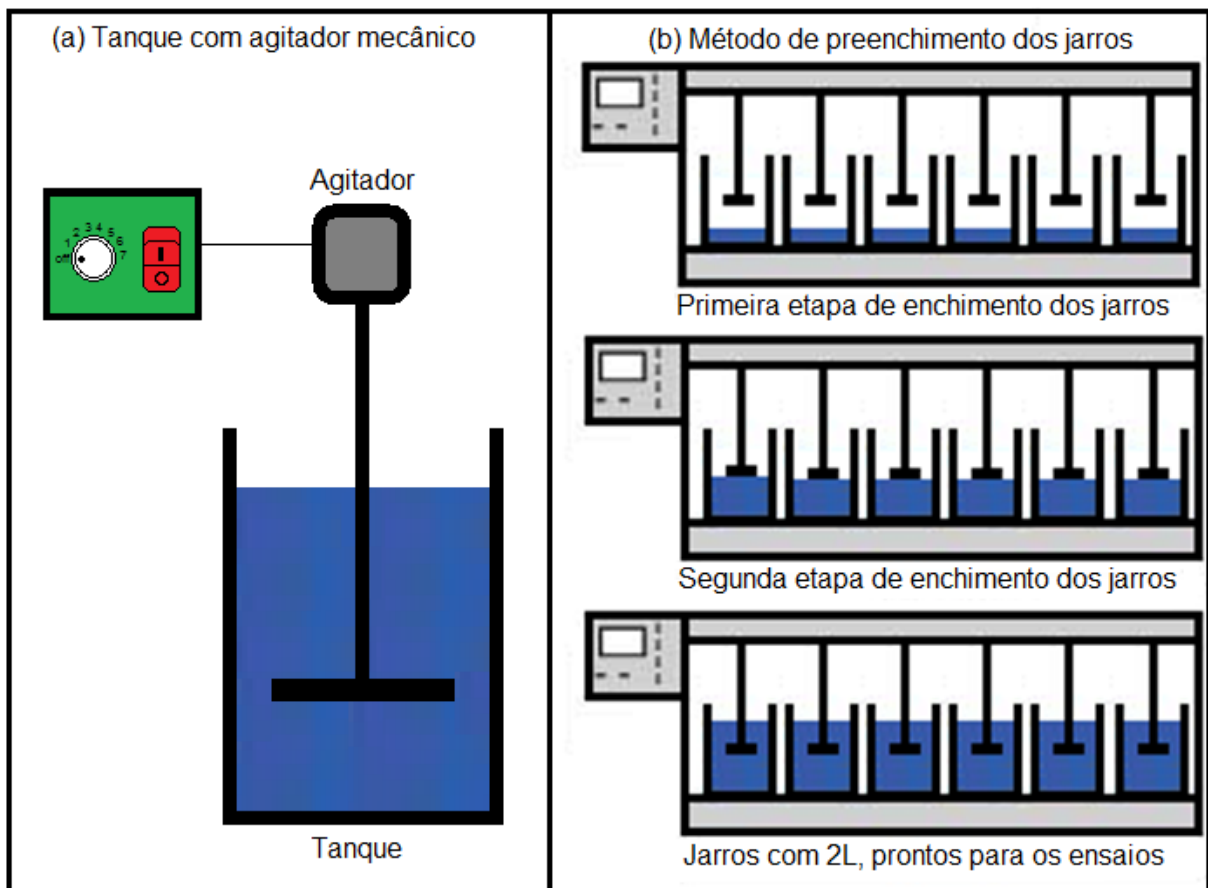 (a) Tanque com agitador mecânico
Agitador
off 1 2 3 4 5 6 7
Tanque
(b) Método de preenchimento dos jarros
Primeira etapa de enchimento dos jarros
Segunda etapa de enchimento dos jarros
Jarros com 2L, prontos para os ensaios